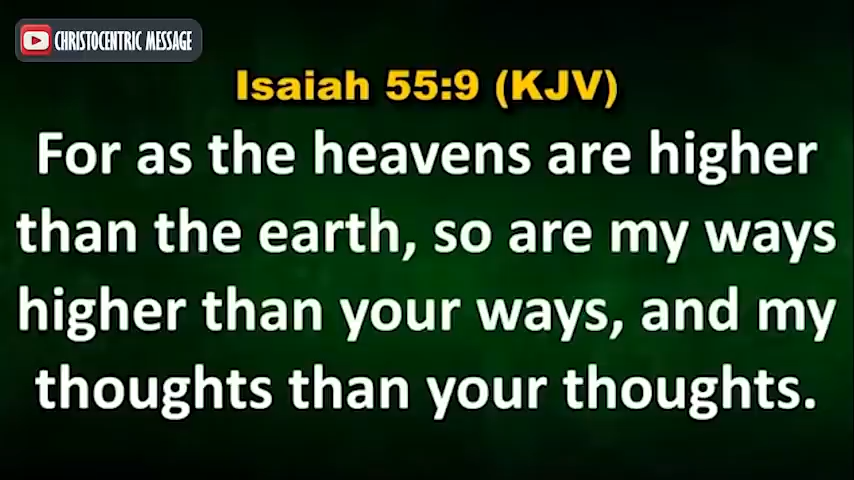 CHRISTOCENTRIC MESSAGE
Isaiah 55:9 (KJV)
For as the heavens are higher
than the earth, so are my ways
higher than your ways, and my
thoughts than your thoughts.